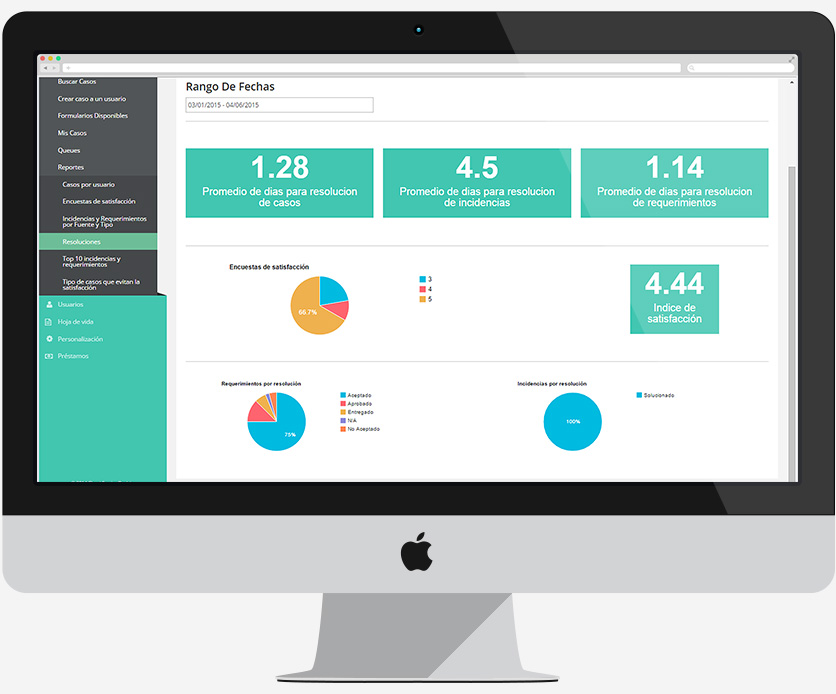 Buscar Casos
Crear caso a un usuario
Formularios Disponibles
Mis Casos
Queues
Reportes
Casos por usuario
Encuestas de satisfacción
Incidencias y Requerimientos
por Fuente y Tipo
Resoluciones
Top 10 incidencias y
requerimientos
Tipo de casos que evitan la
satisfacción
Usuarios
Hoja de vida
Personalización
Préstamos
Rango De Fechas
03/01/2015 - 04/06/2015
1.28
Promedio de dias para resolucion
de casos
4.5
Promedio de dias para resolucion
de incidencias
1.14
Promedio de dias para resolucion
de requerimientos
Encuestas de satisfacción
66.7%
3
4
5
4.44
Indice de
satisfacción
Requerimientos por resolución
75%
Aseptado
Aprobado
Entregado
N/A
No Aseptado
Incidencias por resolución
100%
Solucionado